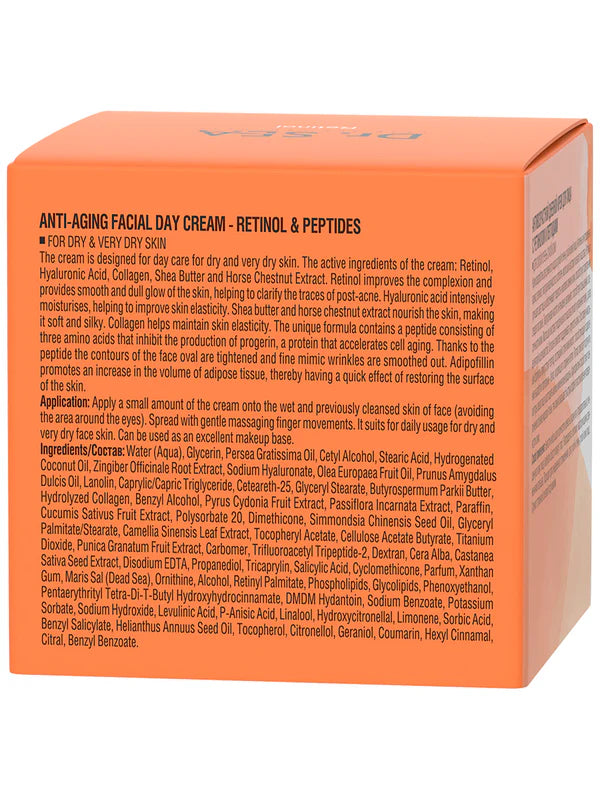 Dr. SEA
Retinol
ANTI-AGING FACIAL DAY CREAM - RETINOL & PEPTIDES
■ FOR DRY & VERY DRY SKIN
The cream is designed for day care for dry and very dry skin. The active ingredients of the cream: Retinol,
Hyaluronic Acid, Collagen, Shea Butter and Horse Chestnut Extract. Retinol improves the complexion and
provides smooth and dull glow of the skin, helping to clarify the traces of post-acne. Hyaluronic acid intensively
moisturises, helping to improve skin elasticity. Shea butter and horse chestnut extract nourish the skin, making
it soft and silky. Collagen helps maintain skin elasticity. The unique formula contains a peptide consisting of
three amino acids that inhibit the production of progerin, a protein that accelerates cell aging. Thanks to the
peptide the contours of the face oval are tightened and fine mimic wrinkles are smoothed out. Adipofillin
promotes an increase in the volume of adipose tissue, thereby having a quick effect of restoring the surface
of the skin.
Application: Apply a small amount of the cream onto the wet and previously cleansed skin of face (avoiding
the area around the eyes). Spread with gentle massaging finger movements. It suits for daily usage for dry and
very dry face skin. Can be used as an excellent makeup base.
Ingredients/Состав: Water (Aqua), Glycerin, Persea Gratissima Oil, Cetyl Alcohol, Stearic Acid, Hydrogenated
Coconut Oil, Zingiber Officinale Root Extract, Sodium Hyaluronate, Olea Europaea Fruit Oil, Prunus Amygdalus
Dulcis Oil, Lanolin, Caprylic/Capric Triglyceride, Ceteareth-25, Glyceryl Stearate, Butyrospermum Parkii Butter,
Hydrolyzed Collagen, Benzyl Alcohol, Pyrus Cydonia Fruit Extract, Passiflora Incarnata Extract, Paraffin,
Cucumis Sativus Fruit Extract, Polysorbate 20, Dimethicone, Simmondsia Chinensis Seed Oil, Glyceryl
Palmitate/Stearate, Camellia Sinensis Leaf Extract, Tocopheryl Acetate, Cellulose Acetate Butyrate, Titanium
Dioxide, Punica Granatum Fruit Extract, Carbomer, Trifluoroacetyl Tripeptide-2, Dextran, Cera Alba, Castanea
Sativa Seed Extract, Disodium EDTA, Propanediol, Tricaprylin, Salicylic Acid, Cyclomethicone, Parfum, Xanthan
Gum, Maris Sal (Dead Sea), Ornithine, Alcohol, Retinyl Palmitate, Phospholipids, Glycolipids, Phenoxyethanol,
Pentaerythrityl Tetra-Di-T-Butyl Hydroxyhydrocinnamate, DMDM Hydantoin, Sodium Benzoate, Potassium
Sorbate, Sodium Hydroxide, Levulinic Acid, P-Anisic Acid, Linalool, Hydroxycitronellal, Limonene, Sorbic Acid,
Benzyl Salicylate, Helianthus Annuus Seed Oil, Tocopherol, Citronellol, Geraniol, Coumarin, Hexyl Cinnamal,
Citral, Benzyl Benzoate.